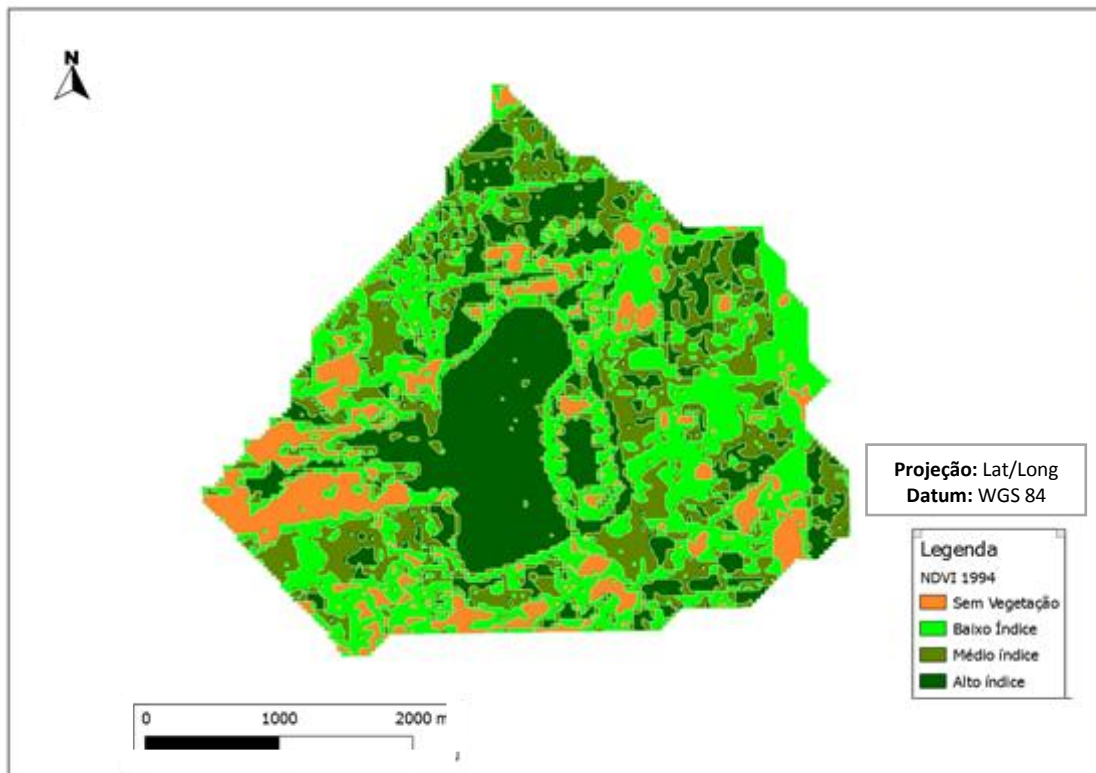 N
Projeção: Lat/Long
Datum: WGS 84
Legenda
NDVI 1994
Sem Vegetação
Baixo Índice
Médio índice
Alto índice
0 1000 2000 m